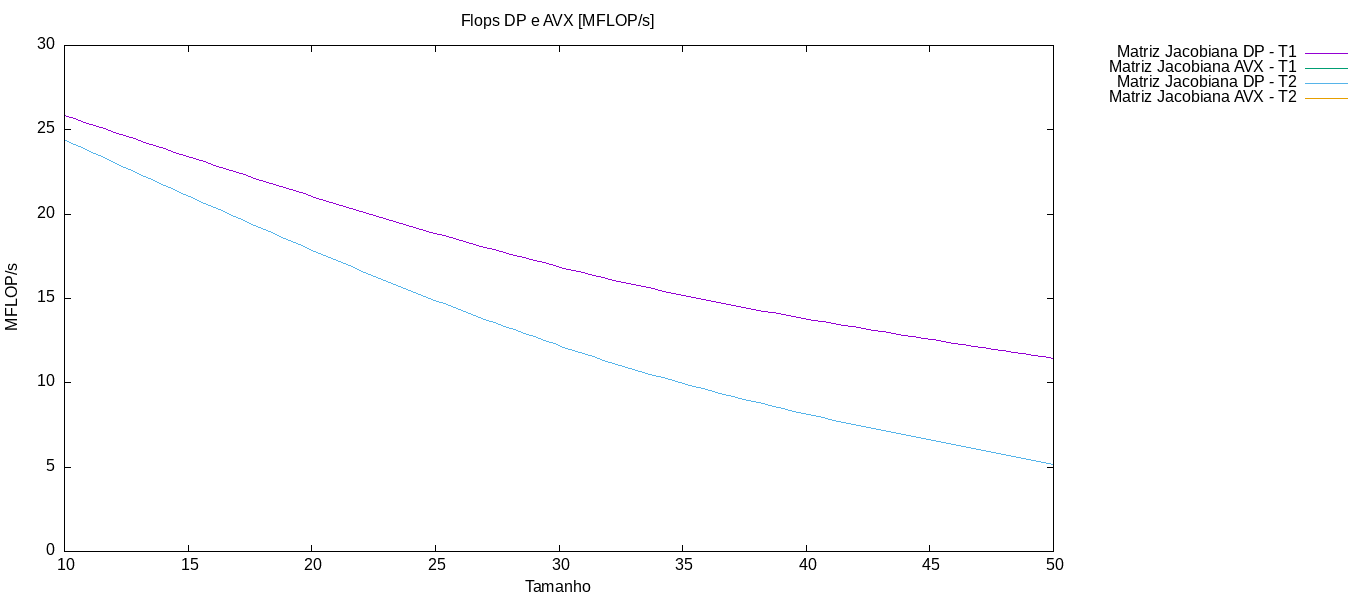 Flops DP e AVX [MFLOP/s]
30
25
20
15
10
5
0
MFLOP/s
10 15 20 25 30 35 40 45 50
Tamanho
Matriz Jacobiana DP - T1
Matriz Jacobiana AVX - T1
Matriz Jacobiana DP - T2
Matriz Jacobiana AVX - T2